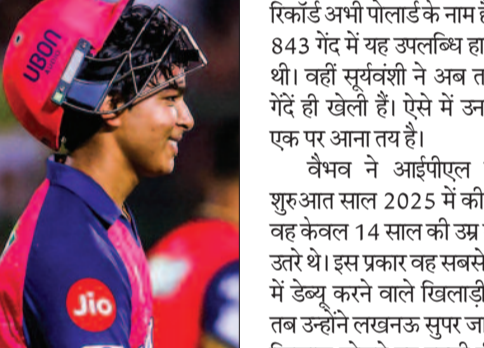 UBON
Jio
रिकॉर्ड अभी पोलार्ड के नाम
843 गेंद में यह उपलब्धि
थी। वहीं सूर्यवंशी ने अब
गेंदें ही खेली हैं। ऐसे में
एक पर आना तय है।
वैभव ने आईपीएल
शुरुआत साल 2025 में की
वह केवल 14 साल की उम्र
उतरे थे। इस प्रकार वह सबसे
में डेब्यू करने वाले खिलाड़ी
तब उन्होंने लखनऊ सुपर